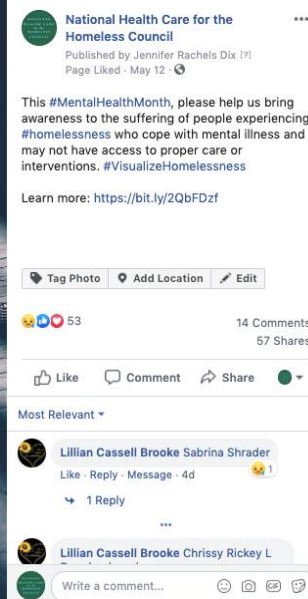 National Health Care for the
Homeless Council
Published by Jennifer Rachels Dix [?]
Page Liked · May 12 ·
This #MentalHealthMonth, please help us bring
awareness to the suffering of people experiencing
#homelessness who cope with mental illness and
may not have access to proper care or
interventions. #VisualizeHomelessness
Learn more: https://bit.ly/2QbFDzf
Tag Photo Add Location Edit
53
14 Comments
57 Shares
Like Comment Share
Most Relevant
Lillian Cassell Brooke Sabrina Shrader
1
Like · Reply · Message · 4d
1 Reply
Lillian Cassell Brooke Chrissy Rickey L
Write a comment...
GIF